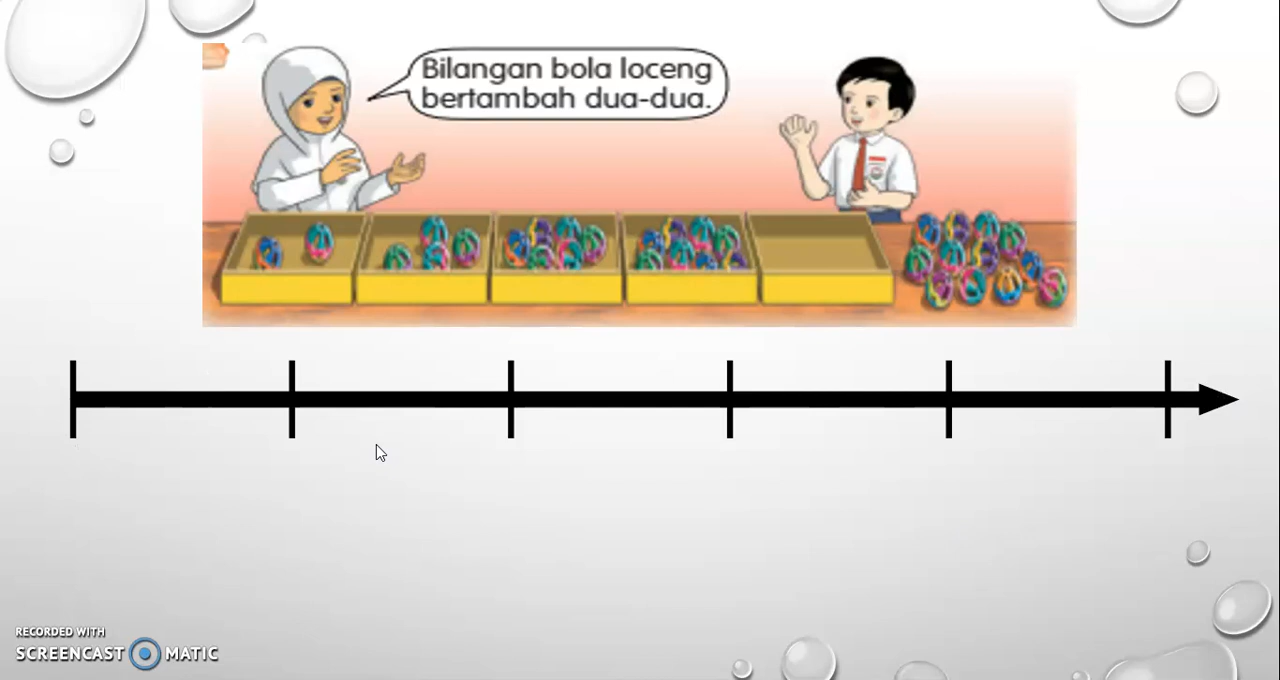 Bilangan bola loceng
bertambah dua-dua.
RECORDED WITH
SCREENCAST MATIC